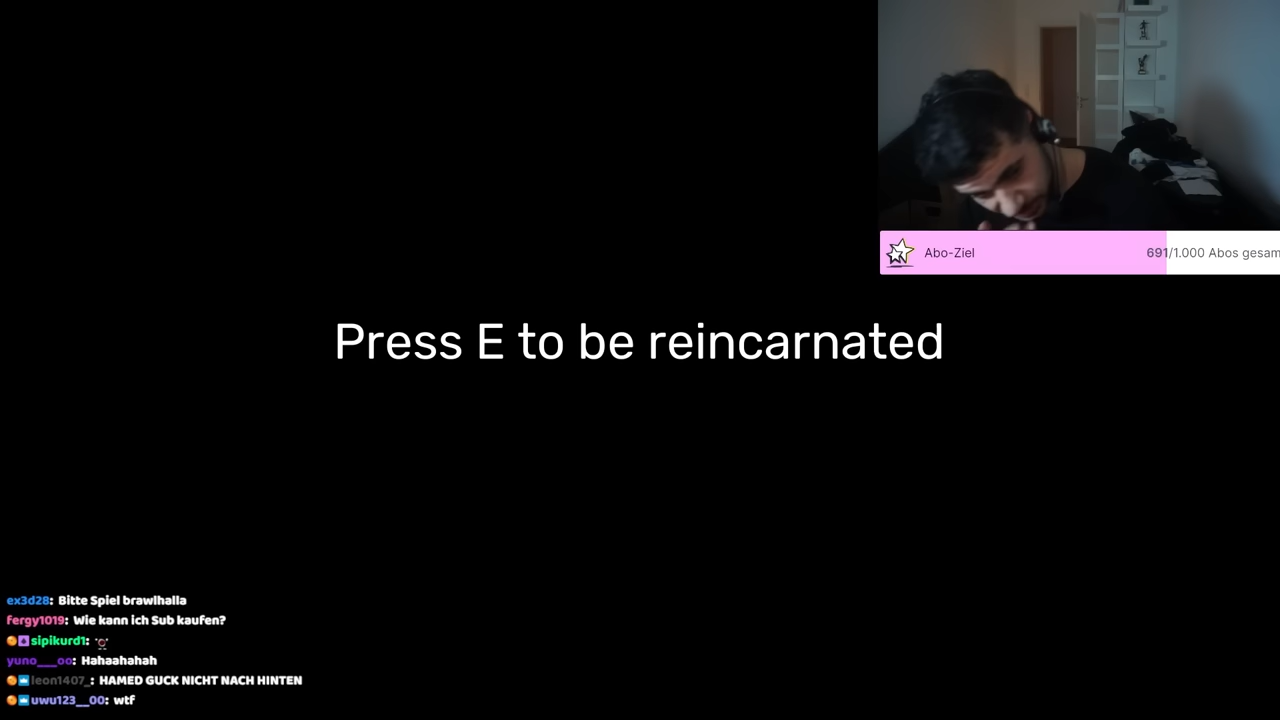 Abo-Ziel 691/1.000 Abos gesam
Press E to be reincarnated
ex3d28: Bitte Spiel brawlhalla
fergy1019: Wie kann ich Sub kaufen?
sipikurd1:
yuno___oo: Hahaahahah
leon1407_: HAMED GUCK NICHT NACH HINTEN
uwu123__00: wtf